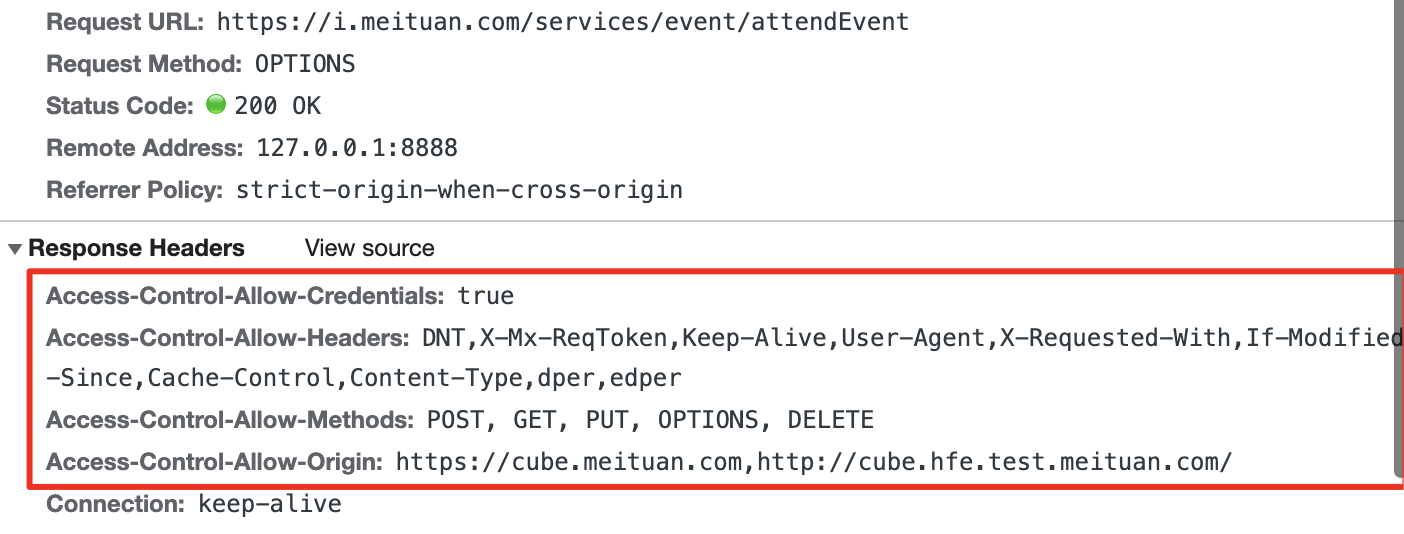 Request URL: https://i.meituan.com/services/event/attendEvent
Request Method: OPTIONS
Status Code: 200 OK
Remote Address: 127.0.0.1:8888
Referrer Policy: strict-origin-when-cross-origin
Response Headers View source
Access-Control-Allow-Credentials: true
Access-Control-Allow-Headers: DNT,X-Mx-ReqToken,Keep-Alive,User-Agent,X-Requested-With,If-Modified
-Since,Cache-Control,Content-Type,dper,edper
Access-Control-Allow-Methods: POST, GET, PUT, OPTIONS, DELETE
Access-Control-Allow-Origin: https://cube.meituan.com,http://cube.hfe.test.meituan.com/
Connection: keep-alive